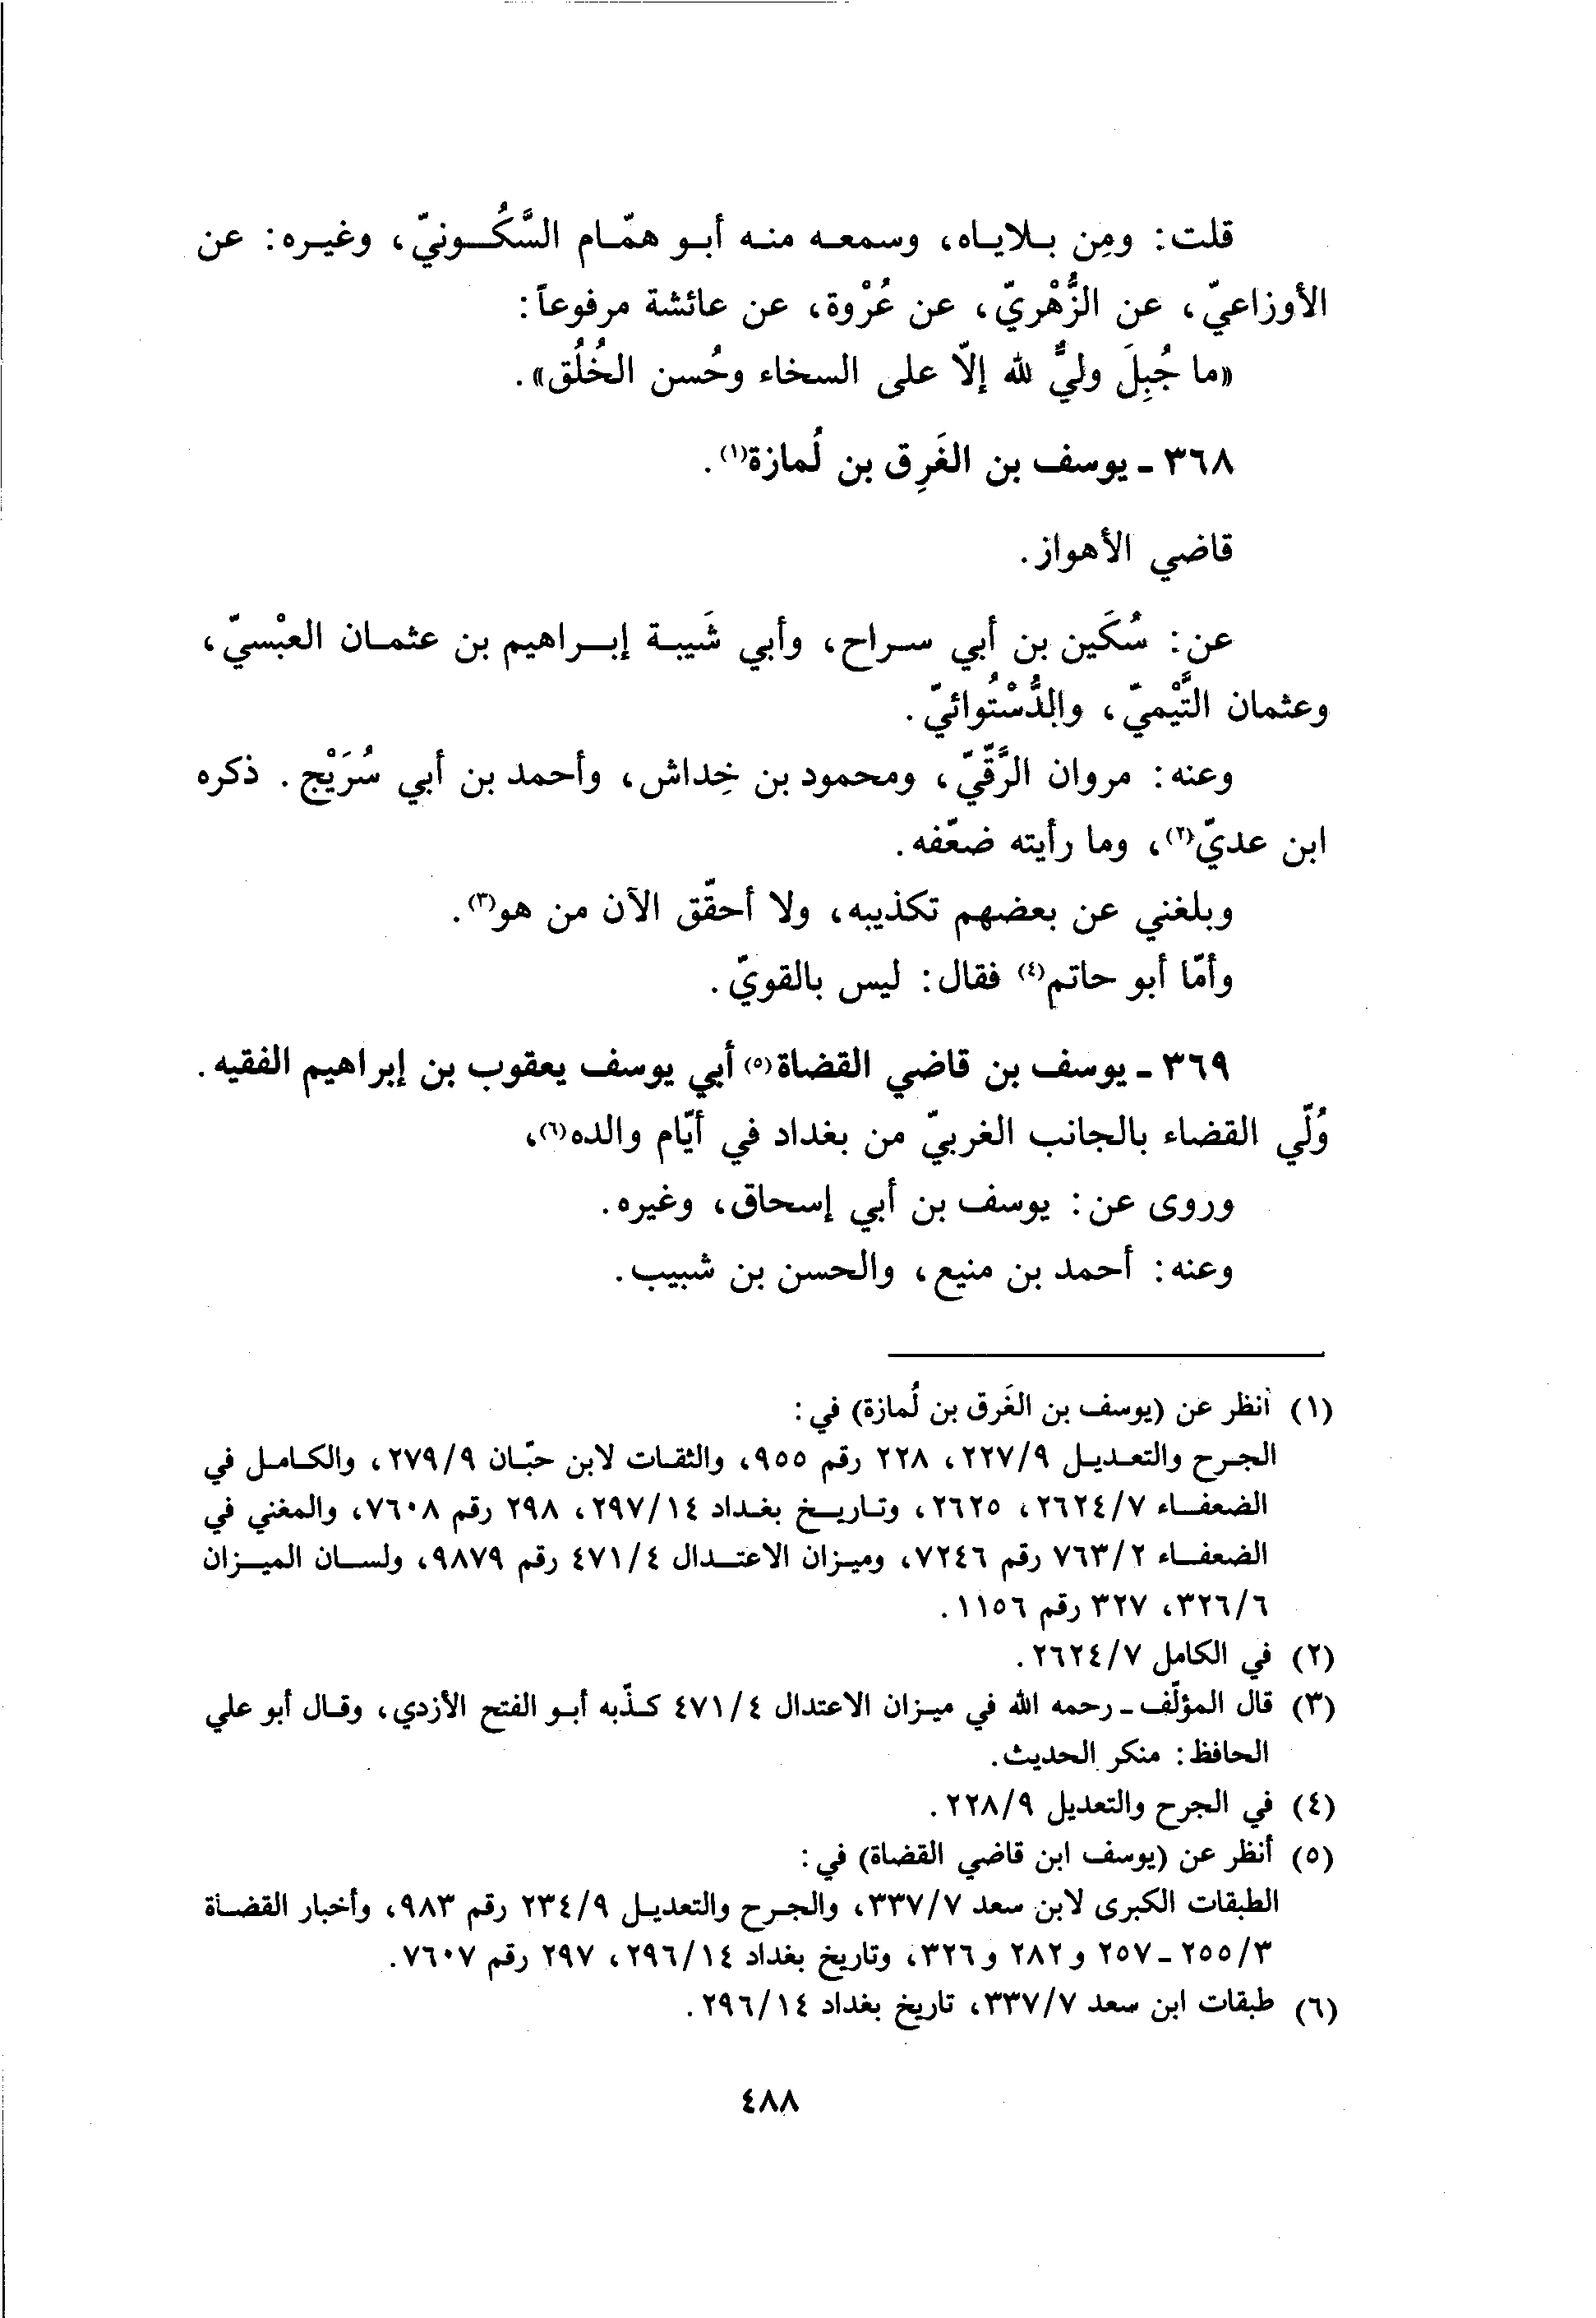 قلت: ومِن بلاياه، وسمعه منه أبو همّام السَّكُونيّ، وغيره: عن
الأوزاعيّ، عن الزُّهْريّ، عن عُرْوة، عن عائشة مرفوعاً:
«ما جُبِلَ وليٌّ لله إلاّ على السخاء وحُسن الخُلُق».
٣٦٨ - يوسف بن الغَرِق بن لُمازة(١).
قاضي الأهواز.
عن: سُكَين بن أبي سراح، وأبي شَيبة إبراهيم بن عثمان العبْسيّ،
وعثمان التَّيْميّ، والدُّسْتُوائيّ.
وعنه: مروان الرَّقّيّ، ومحمود بن خِداش، وأحمد بن أبي سُرَيْج. ذكره
ابن عديّ(٢)، وما رأيته ضعّفه.
وبلغني عن بعضهم تكذيبه، ولا أحقّق الآن من هو(٣).
وأمّا أبو حاتم(٤) فقال: ليس بالقويّ.
٣٦٩ - يوسف بن قاضي القضاة(٥) أبي يوسف يعقوب بن إبراهيم الفقيه.
وُلّي القضاء بالجانب الغربيّ من بغداد في أيّام والده(٦)،
وروى عن: يوسف بن أبي إسحاق، وغيره.
وعنه: أحمد بن منيع، والحسن بن شبيب.
(١) أنظر عن (يوسف بن الغَرق بن لُمازة) في:
الجرح والتعديل ٢٢٧/٩، ٢٢٨ رقم ٩٥٥، والثقات لابن حبّان ٢٧٩/٩، والكامل في
الضعفاء ٢٦٢٤/٧، ٢٦٢٥، وتاريخ بغداد ٢٩٧/١٤، ٢٩٨ رقم ٧٦٠٨، والمغني في
الضعفاء ٧٦٣/٢ رقم ٧٢٤٦، وميزان الاعتدال ٤٧١/٤ رقم ٩٨٧٩، ولسان الميزان
٣٢٦/٦، ٣٢٧ رقم ١١٥٦.
(٢) في الكامل ٢٦٢٤/٧.
(٣) قال المؤلّف - رحمه الله في ميزان الاعتدال ٤٧١/٤ كذّبه أبو الفتح الأزدي، وقال أبو علي
الحافظ: منكر الحديث.
(٤) في الجرح والتعديل ٢٢٨/٩.
(٥) أنظر عن (يوسف ابن قاضي القضاة) في:
الطبقات الكبرى لابن سعد ٣٣٧/٧، والجرح والتعديل ٢٣٤/٩ رقم ٩٨٣، وأخبار القضاة
٢٥٥/٣ - ٢٥٧ و ٢٨٢ و ٣٢٦، وتاريخ بغداد ٢٩٦/١٤، ٢٩٧ رقم ٧٦٠٧.
(٦) طبقات ابن سعد ٣٣٧/٧، تاريخ بغداد ٢٩٦/١٤.
٤٨٨